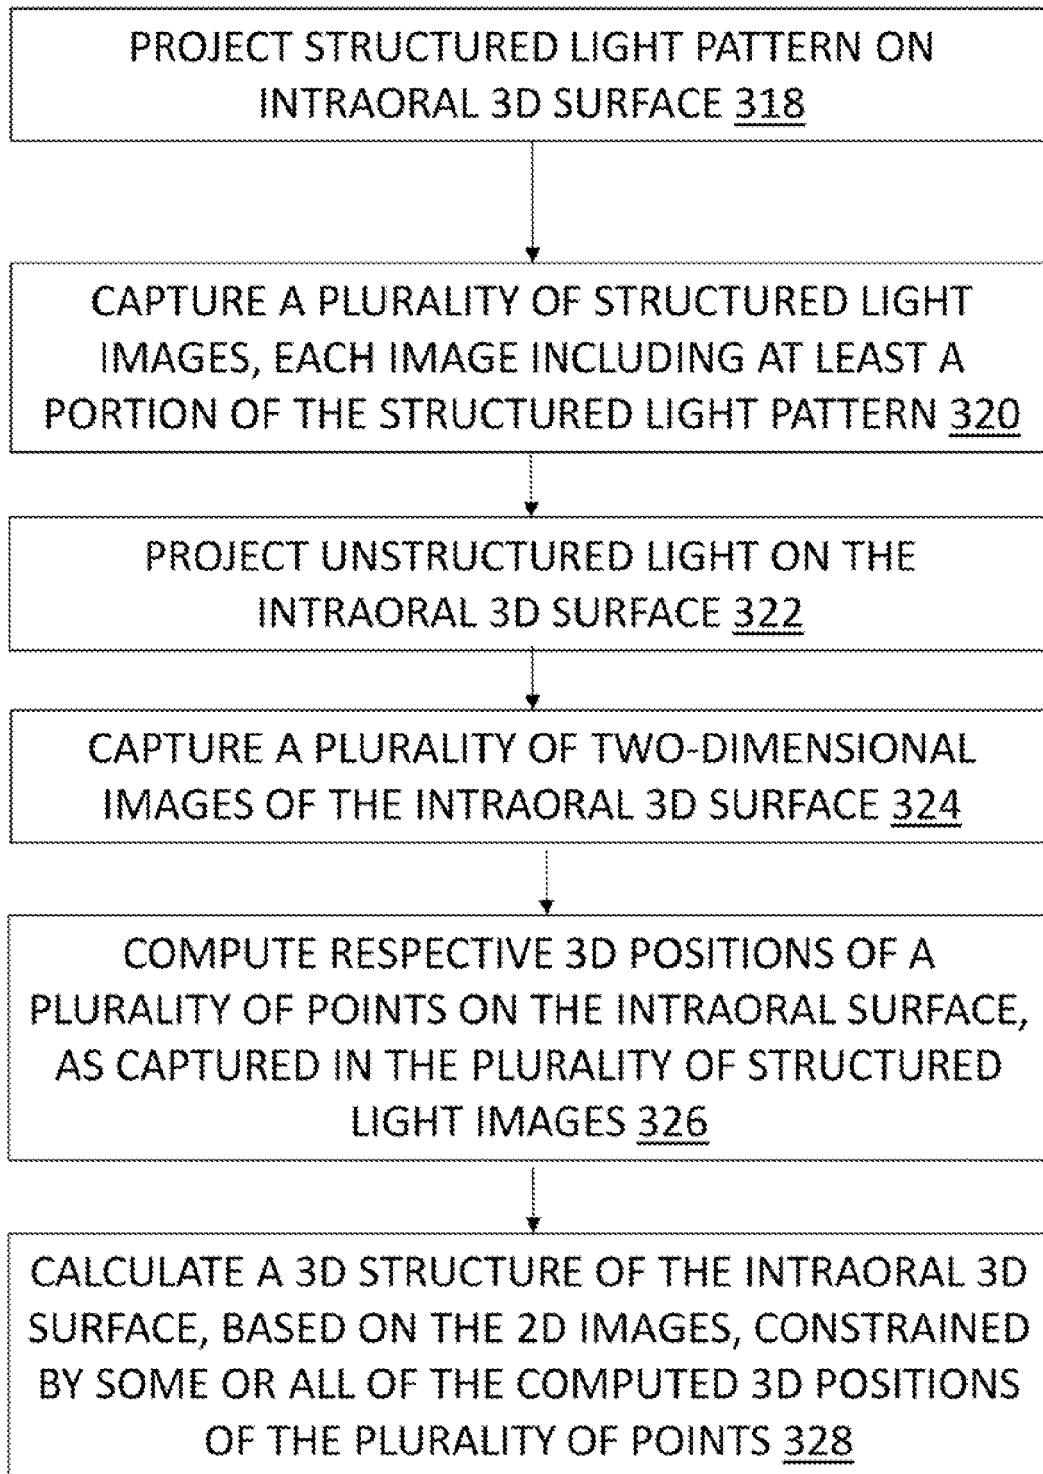 PROJECT STRUCTURED LIGHT PATTERN ON
INTRAORAL 3D SURFACE 318
CAPTURE A PLURALITY OF STRUCTURED LIGHT
IMAGES, EACH IMAGE INCLUDING AT LEAST A
PORTION OF THE STRUCTURED LIGHT PATTERN 320
PROJECT UNSTRUCTURED LIGHT ON THE
INTRAORAL 3D SURFACE 322
CAPTURE A PLURALITY OF TWO-DIMENSIONAL
IMAGES OF THE INTRAORAL 3D SURFACE 324
COMPUTE RESPECTIVE 3D POSITIONS OF A
PLURALITY OF POINTS ON THE INTRAORAL SURFACE,
AS CAPTURED IN THE PLURALITY OF STRUCTURED
LIGHT IMAGES 326
CALCULATE A 3D STRUCTURE OF THE INTRAORAL 3D
SURFACE, BASED ON THE 2D IMAGES, CONSTRAINED
BY SOME OR ALL OF THE COMPUTED 3D POSITIONS
OF THE PLURALITY OF POINTS 328